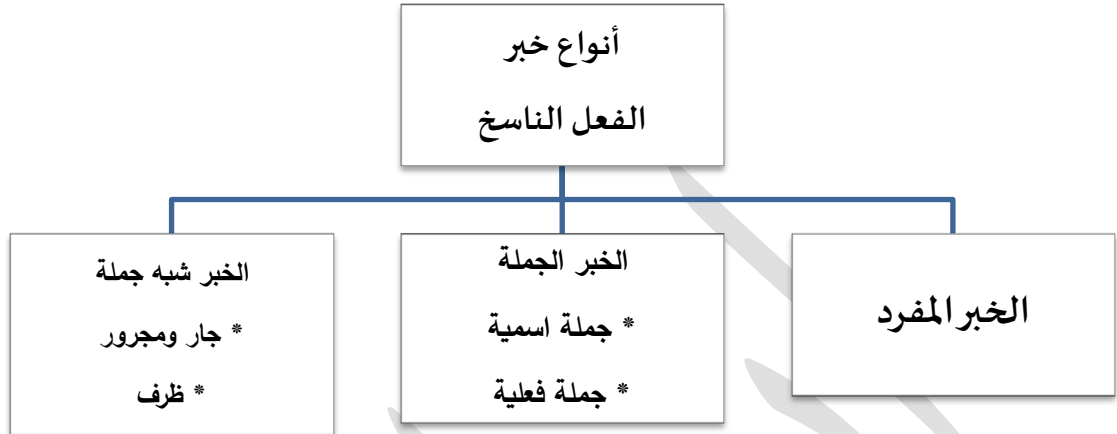 أنواع خبر
الفعل الناسخ
الخبر المفرد
الخبر الجملة
* جملة اسمية
* جملة فعلية
الخبر شبه جملة
* جار ومجرور
* ظرف